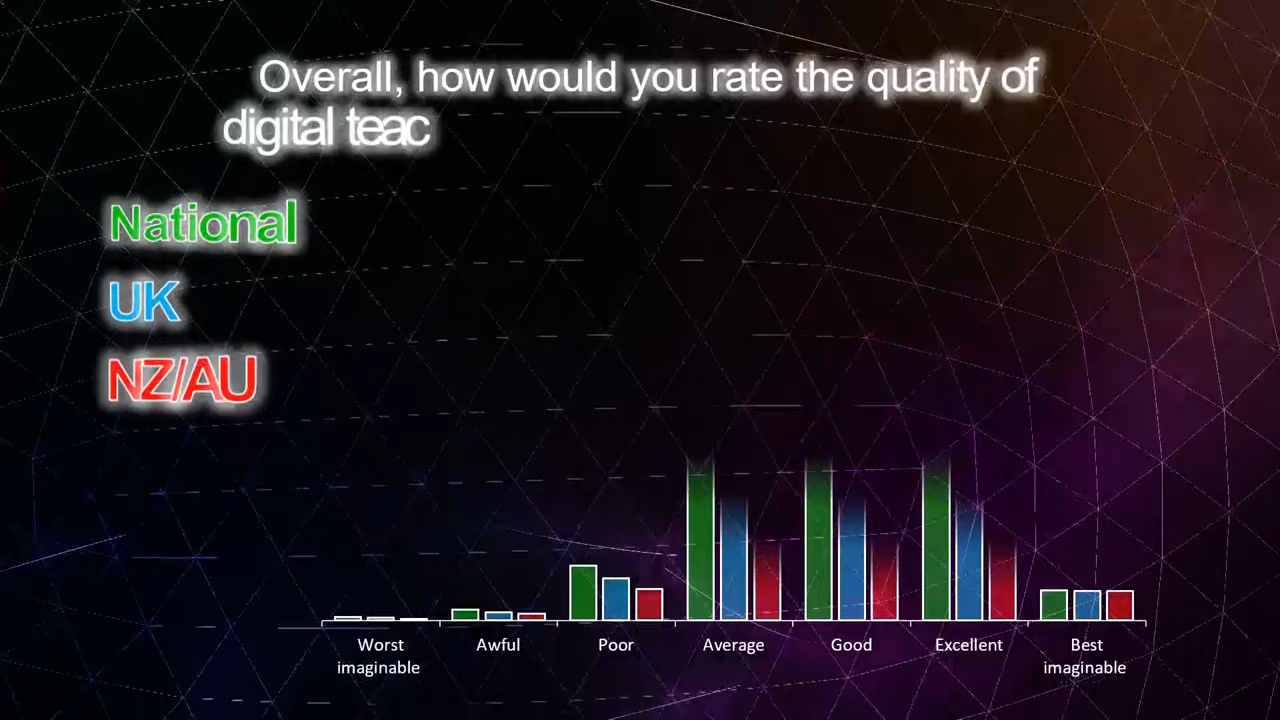 Overall, how would you rate the quality of
digital teac
National
UK
NZ/AU
Worst
imaginable
Awful
Poor
Average
Good
Excellent
Best
imaginable